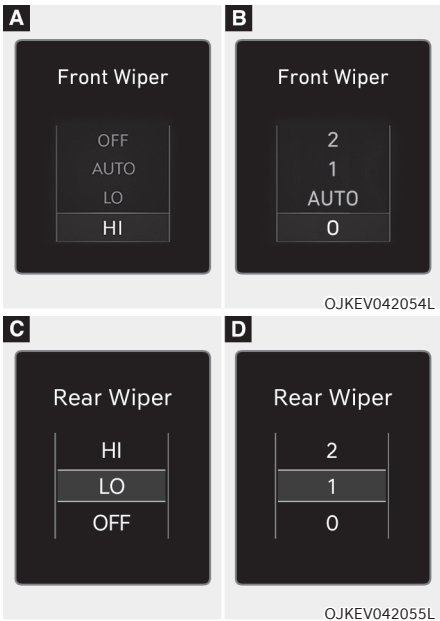 A
Front Wiper
OFF
AUTO
LO
HI
B
Front Wiper
2
1
AUTO
0
OJKEV042054L
C
Rear Wiper
HI
LO
OFF
D
Rear Wiper
2
1
0
OJKEV042055L